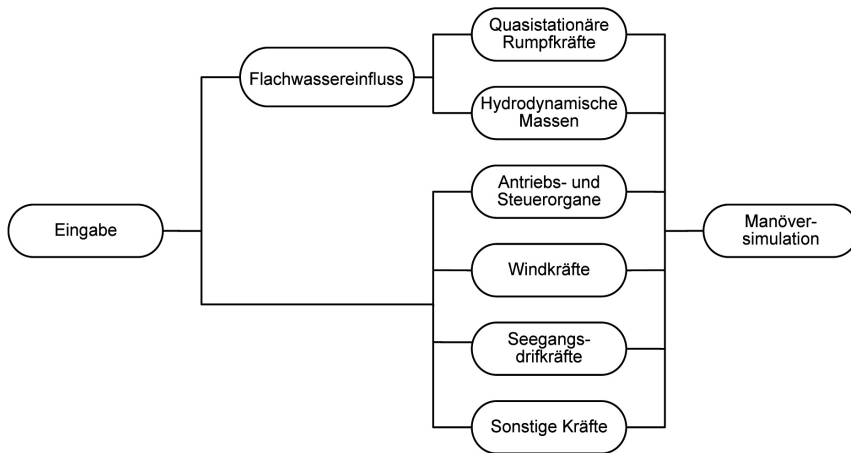 Quasistationäre
Rumpfkräfte
Flachwassereinfluss
Hydrodynamische
Massen
Antriebs- und
Steuerorgane
Eingabe
Manöver-
simulation
Windkräfte
Seegangs-
drifkräfte
Sonstige Kräfte